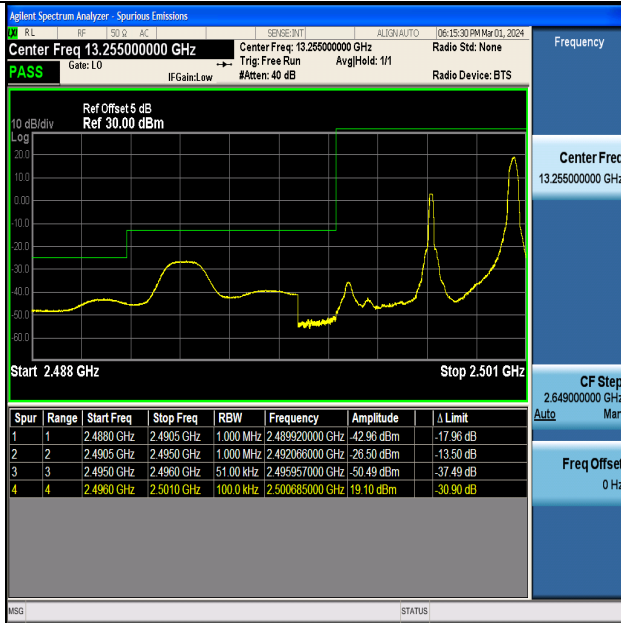 Agilent Spectrum Analyzer - Spurious Emissions
RL RF 50 Ω AC SENSE:INT ALIGN AUTO 06:15:30 PM Mar 01, 2024
Center Freq 13.255000000 GHz
Center Freq: 13.255000000 GHz
Radio Std: None
PASS
Gate: LO
Trig: Free Run Avg|Hold: 1/1
IFGain:Low
#Atten: 40 dB
Radio Device: BTS
Ref Offset 5 dB
10 dB/div Ref 30.00 dBm
Log
20.0
10.0
0.00
-10.0
-20.0
-30.0
-40.0
-50.0
-60.0
Start 2.488 GHz Stop 2.501 GHz
Spur Range Start Freq Stop Freq RBW Frequency Amplitude Δ Limit
1 1 2.4880 GHz 2.4905 GHz 1.000 MHz 2.489920000 GHz -42.96 dBm -17.96 dB
2 2 2.4905 GHz 2.4950 GHz 1.000 MHz 2.492066000 GHz -26.50 dBm -13.50 dB
3 3 2.4950 GHz 2.4960 GHz 51.00 kHz 2.495957000 GHz -50.49 dBm -37.49 dB
4 4 2.4960 GHz 2.5010 GHz 100.0 kHz 2.500685000 GHz 19.10 dBm -30.90 dB
Frequency
Center Freq
13.255000000 GHz
CF Step
2.649000000 GHz
Auto Man
Freq Offset
0 Hz
MSG STATUS